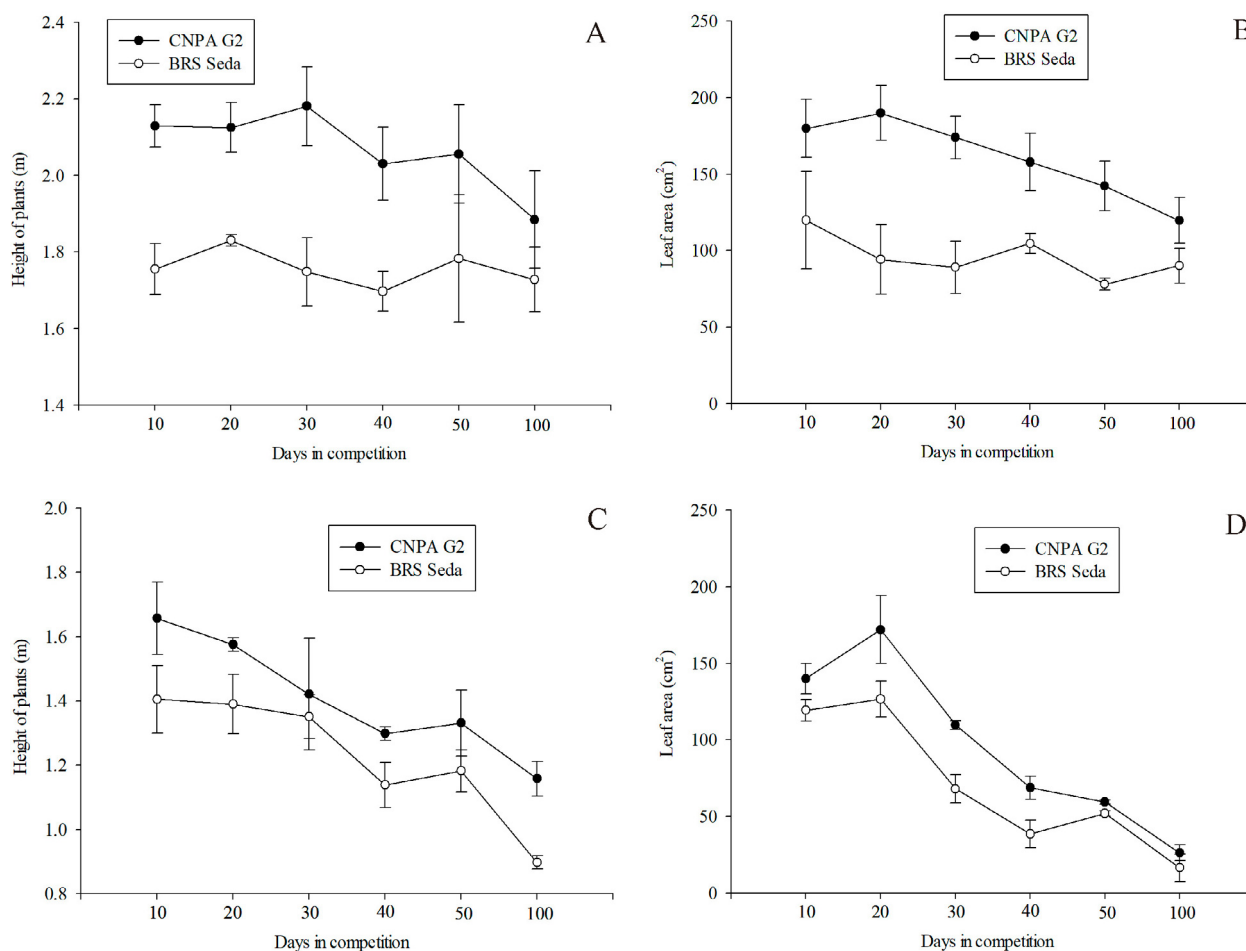 A
CNPA G2
BRS Seda
Height of plants (m)
2.4
2.2
2.0
1.8
1.6
1.4
10 20 30 40 50 100
Days in competition
B
CNPA G2
BRS Seda
Leaf area (cm²)
250
200
150
100
50
0
10 20 30 40 50 100
Days in competition
C
CNPA G2
BRS Seda
Height of plants (m)
2.0
1.8
1.6
1.4
1.2
1.0
0.8
10 20 30 40 50 100
Days in competition
D
CNPA G2
BRS Seda
Leaf area (cm²)
250
200
150
100
50
0
10 20 30 40 50 100
Days in competition